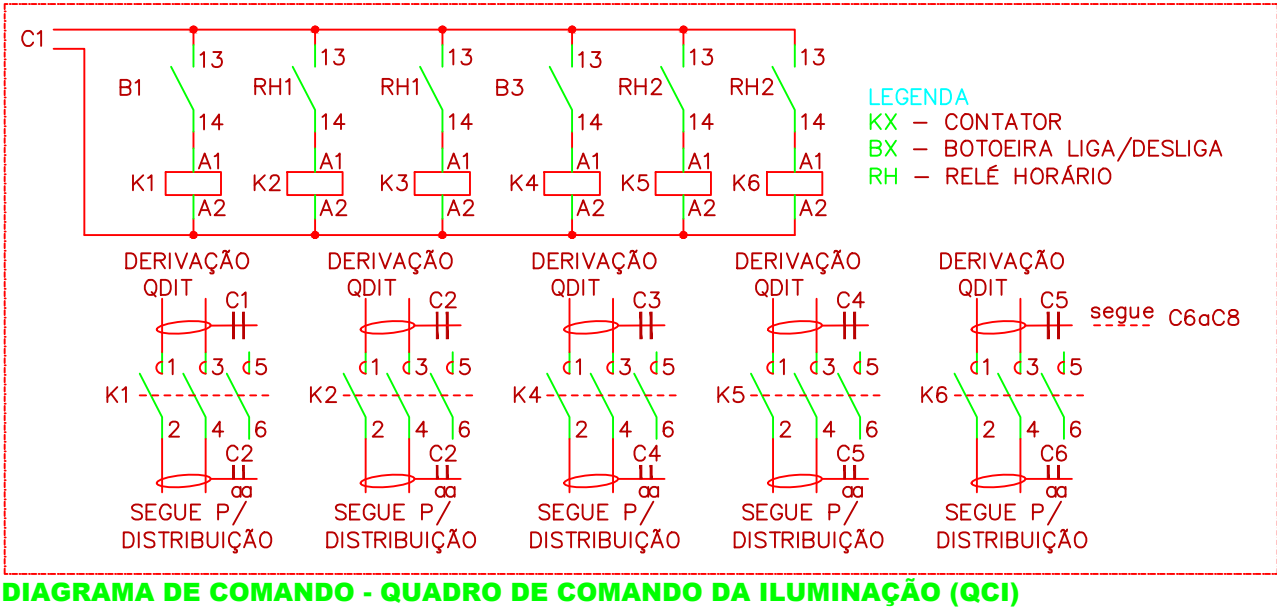 C1
13 13 13 13 13 13
B1 RH1 RH1 B3 RH2 RH2
14 14 14 14 14 14
A1 A1 A1 A1 A1 A1
K1 K2 K3 K4 K5 K6
A2 A2 A2 A2 A2 A2
LEGENDA
KX – CONTATOR
BX – BOTOEIRA LIGA/DESLIGA
RH – RELÉ HORÁRIO
DERIVAÇÃO
QDIT
C1
1 3 5
K1
2 4 6
C2
aa
SEGUE P/
DISTRIBUIÇÃO
DERIVAÇÃO
QDIT
C2
1 3 5
K2
2 4 6
C2
aa
SEGUE P/
DISTRIBUIÇÃO
DERIVAÇÃO
QDIT
C3
1 3 5
K4
2 4 6
C4
aa
SEGUE P/
DISTRIBUIÇÃO
DERIVAÇÃO
QDIT
C4
1 3 5
K5
2 4 6
C5
aa
SEGUE P/
DISTRIBUIÇÃO
DERIVAÇÃO
QDIT
C5
1 3 5
K6
2 4 6
C6
aa
SEGUE P/
DISTRIBUIÇÃO
segue C6aC8
DIAGRAMA DE COMANDO - QUADRO DE COMANDO DA ILUMINAÇÃO (QCI)